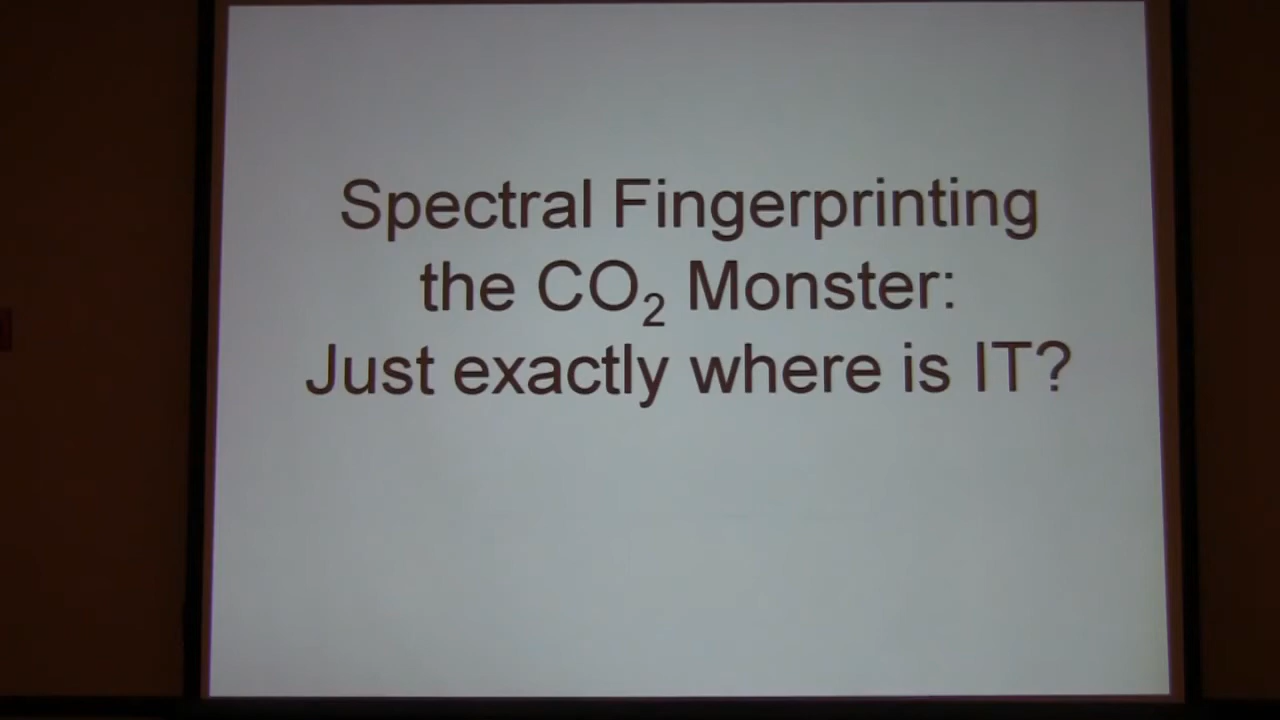 Spectral Fingerprinting
the CO₂ Monster:
Just exactly where is IT?